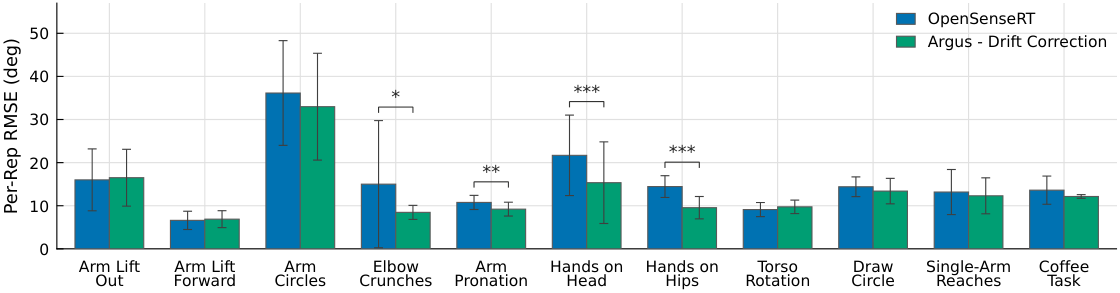 OpenSenseRT
Argus - Drift Correction
Per-Rep RMSE (deg)
50
40
30
20
10
0
*
**
***
***
Arm Lift
Out
Arm Lift
Forward
Arm
Circles
Elbow
Crunches
Arm
Pronation
Hands on
Head
Hands on
Hips
Torso
Rotation
Draw
Circle
Single-Arm
Reaches
Coffee
Task